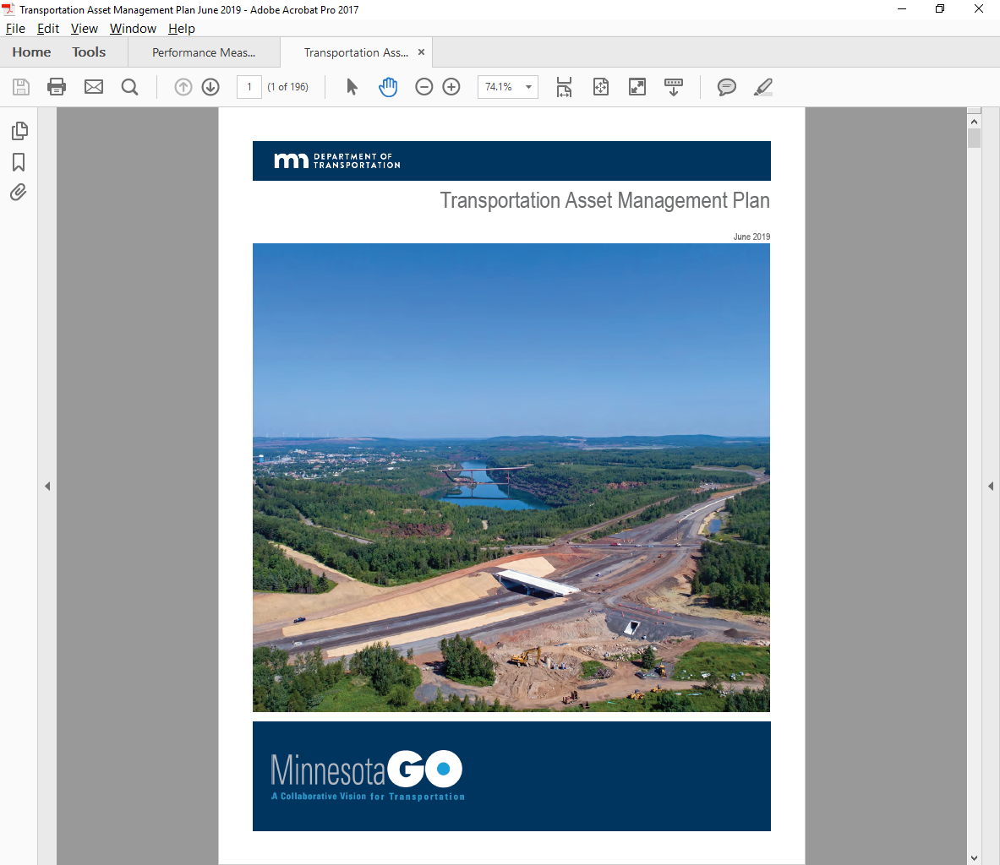 Transportation Asset Management Plan June 2019 - Adobe Acrobat Pro 2017
File Edit View Window Help
Home Tools Performance Meas... Transportation Ass... ×
1 (1 of 196) 74.1%
mn DEPARTMENT OF
TRANSPORTATION
Transportation Asset Management Plan
June 2019
MinnesotaGO
A Collaborative Vision for Transportation